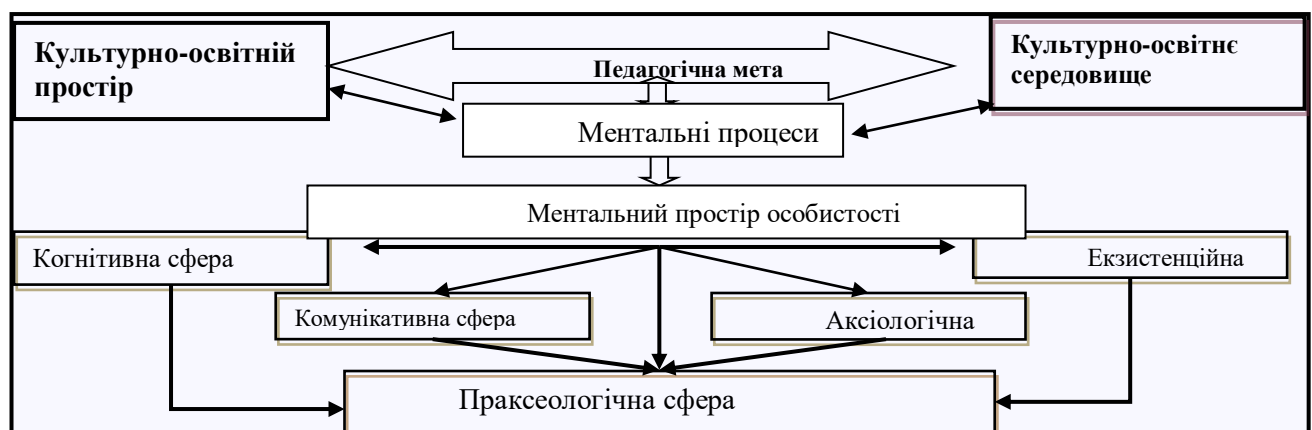 Культурно-освітній
простір
Педагогічна мета
Культурно-освітнє
середовище
Ментальні процеси
Ментальний простір особистості
Когнітивна сфера
Екзистенційна
Комунікативна сфера
Аксіологічна
Праксеологічна сфера